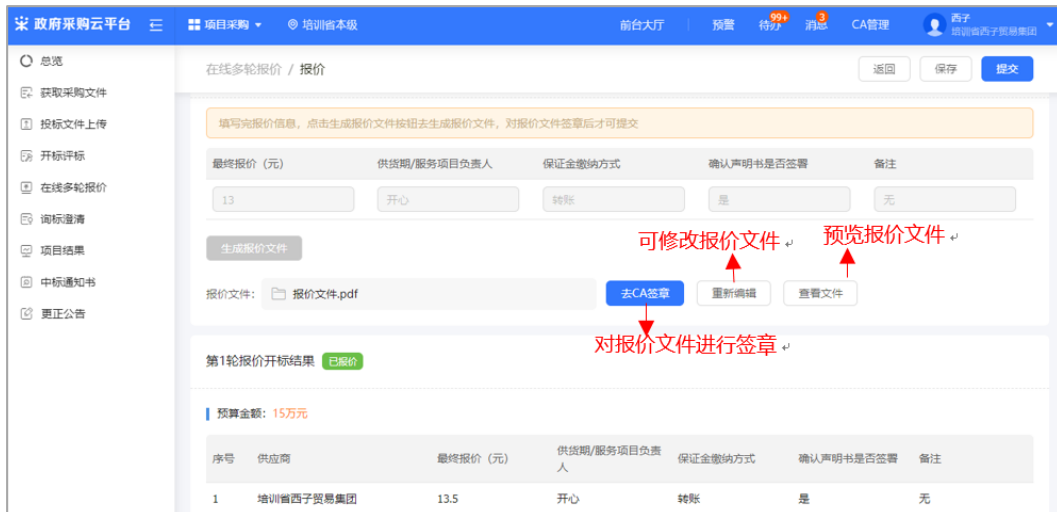 政府采购云平台 项目采购 培训省本级 前台大厅 预警 待办 99+ 消息 3 CA管理 西子
培训省西子贸易集团
总览
获取采购文件
投标文件上传
开标评标
在线多轮报价
询标澄清
项目结果
中标通知书
更正公告
在线多轮报价 / 报价 返回 保存 提交
填写完报价信息，点击生成报价文件按钮去生成报价文件，对报价文件签章后才可提交
最终报价（元） 供货期/服务项目负责人 保证金缴纳方式 确认声明书是否签署 备注
13 开心 转账 是 无
生成报价文件
可修改报价文件 预览报价文件
报价文件： 报价文件.pdf 去CA签章 重新编辑 查看文件
对报价文件进行签章
第1轮报价开标结果 已报价
预算金额：15万元
序号 供应商 最终报价（元） 供货期/服务项目负责
人 保证金缴纳方式 确认声明书是否签署 备注
1 培训省西子贸易集团 13.5 开心 转账 是 无